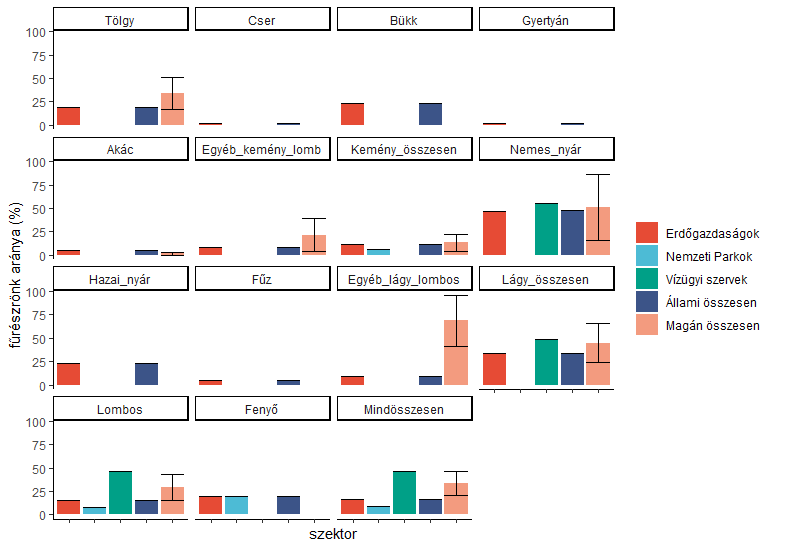 Tölgy
Cser
Bükk
Gyertyán
100
75
50
25
0
Akác
Egyéb_kemény_lomb
Kemény_összesen
Nemes_nyár
100
75
50
25
0
Hazai_nyár
Fűz
Egyéb_lágy_lombos
Lágy_összesen
100
75
50
25
0
Lombos
Fenyő
Mindösszesen
100
75
50
25
0
fűrészrönk aránya (%)
szektor
Erdőgazdaságok
Nemzeti Parkok
Vízügyi szervek
Állami összesen
Magán összesen